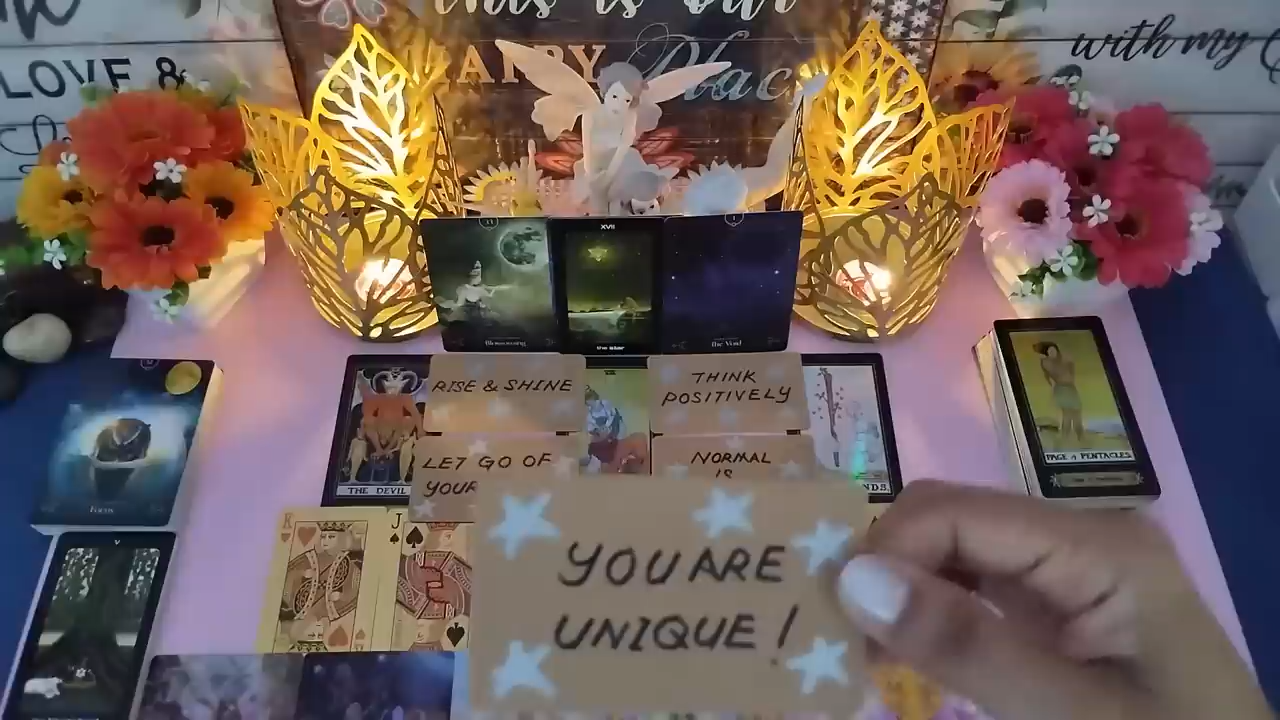 this is our
HAPPY Place
LOVE &
with my
XVII
Blossoming
the star
The Void
RISE & SHINE
THINK
POSITIVELY
LET GO OF
YOUR
NORMAL
IS
THE DEVIL
NDS.
PAGE of PENTACLES
Focus
V
K
J
YOU ARE
UNIQUE!